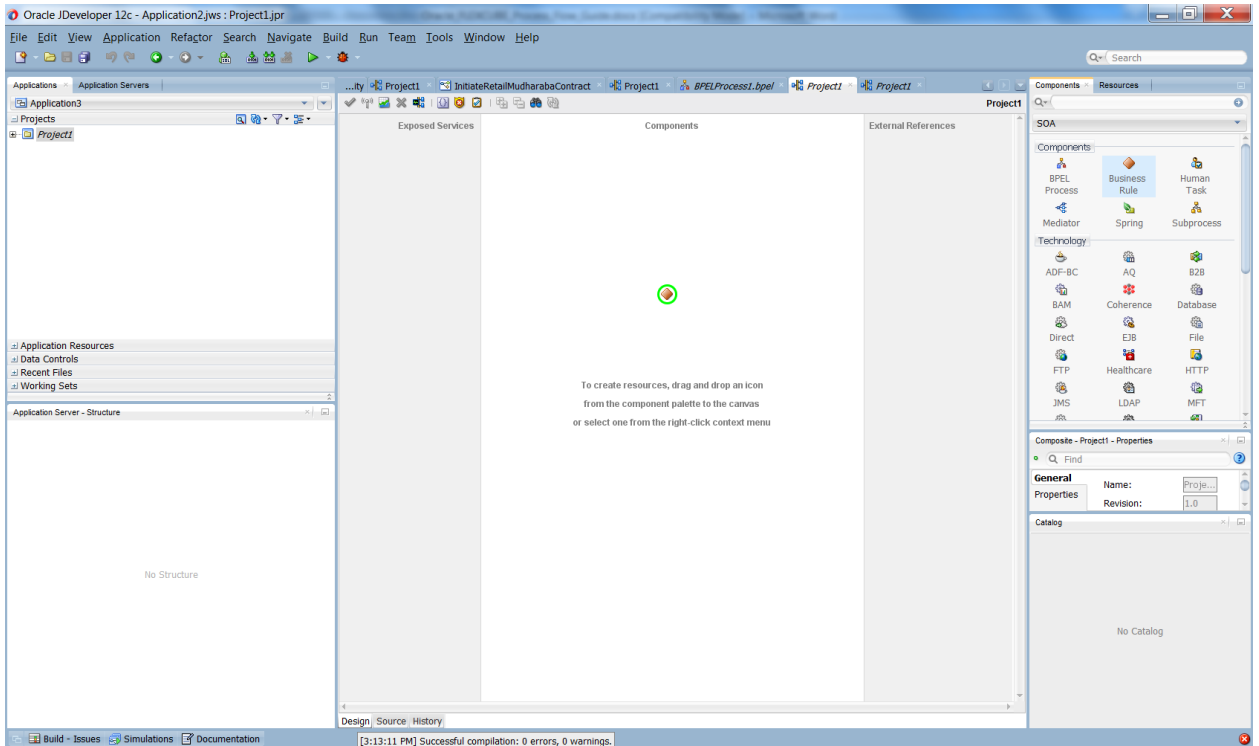 Oracle JDeveloper 12c - Application2.jws : Project1.jpr
File Edit View Application Refactor Search Navigate Build Run Team Tools Window Help
Search
Applications Application Servers
...ity Project1 InitiateRetailMudharabaContract Project1 BPELProcess1.bpel Project1 Project1
Components Resources
Application3
Projects
Project1
Project1
Exposed Services Components External References
SOA
Components
BPEL Process
Business Rule
Human Task
Mediator Spring Subprocess
Technology
ADF-BC AQ B2B
BAM Coherence Database
Direct EJB File
FTP Healthcare HTTP
JMS LDAP MFT
To create resources, drag and drop an icon
from the component palette to the canvas
or select one from the right-click context menu
Application Resources
Data Controls
Recent Files
Working Sets
Application Server - Structure
No Structure
Composite - Project1 - Properties
Find
General
Properties
Name: Proje...
Revision: 1.0
Catalog
No Catalog
Design Source History
Build - Issues Simulations Documentation
[3:13:11 PM] Successful compilation: 0 errors, 0 warnings.